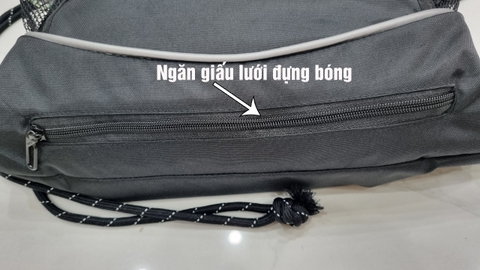 Ngăn giấu lưới đựng bóng